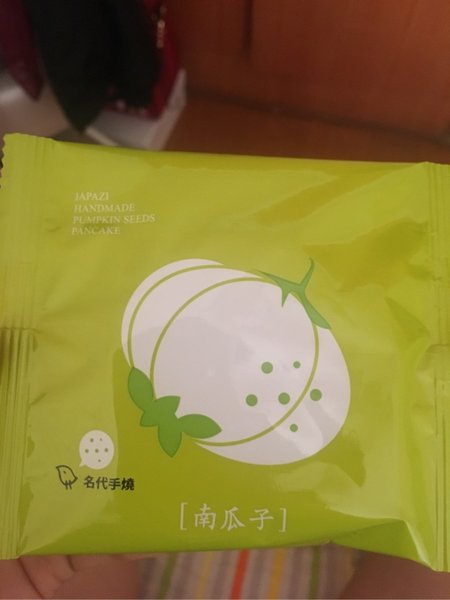 JAPAZI
HANDMADE
PUMPKIN SEEDS
PANCAKE
名代手燒
[南瓜子]